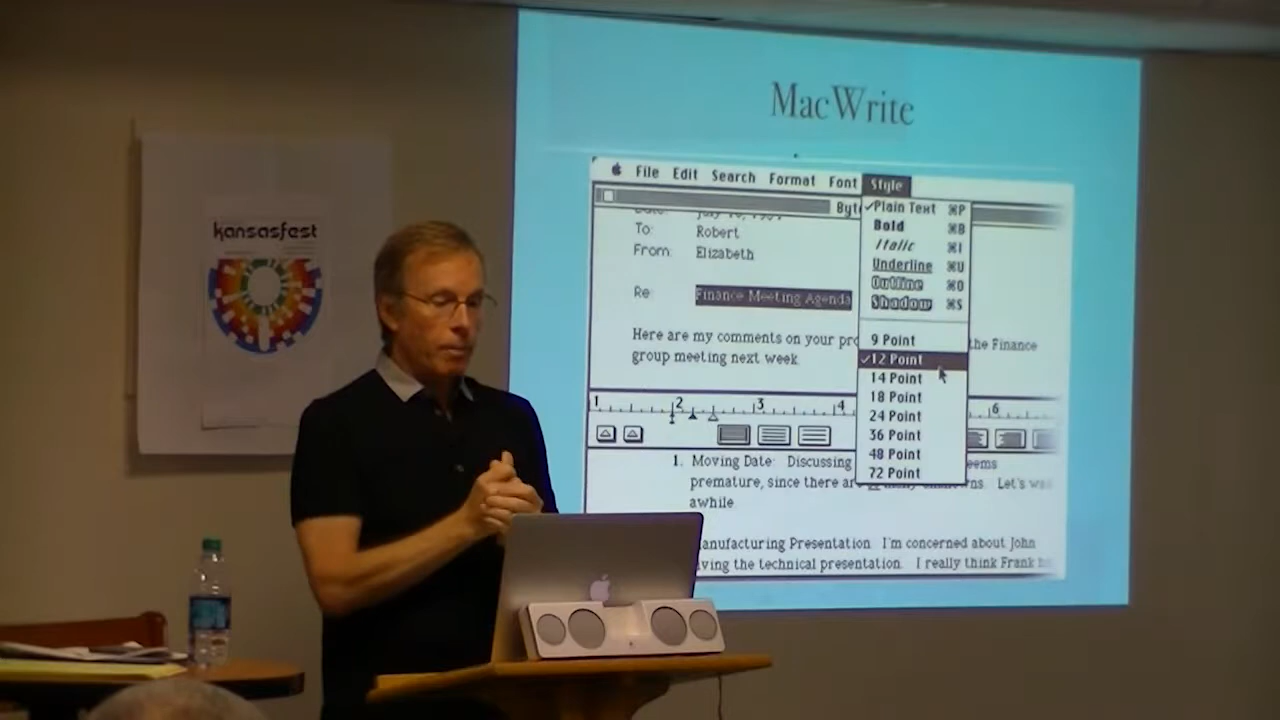 MacWrite
kansasfest
File Edit Search Format Font Style
✓Plain Text ⌘P
Bold ⌘B
Italic ⌘I
Underline ⌘U
Outline ⌘O
Shadow ⌘S
9 Point
✓12 Point
14 Point
18 Point
24 Point
36 Point
48 Point
72 Point
To: Robert
From: Elizabeth
Re: Finance Meeting Agenda
Here are my comments on your the Finance
group meeting next week.
1 2 3 4 6
1. Moving Date: Discussing
premature, since there Let's
awhile
Manufacturing Presentation. I'm concerned about John
the technical presentation. I really think Frank